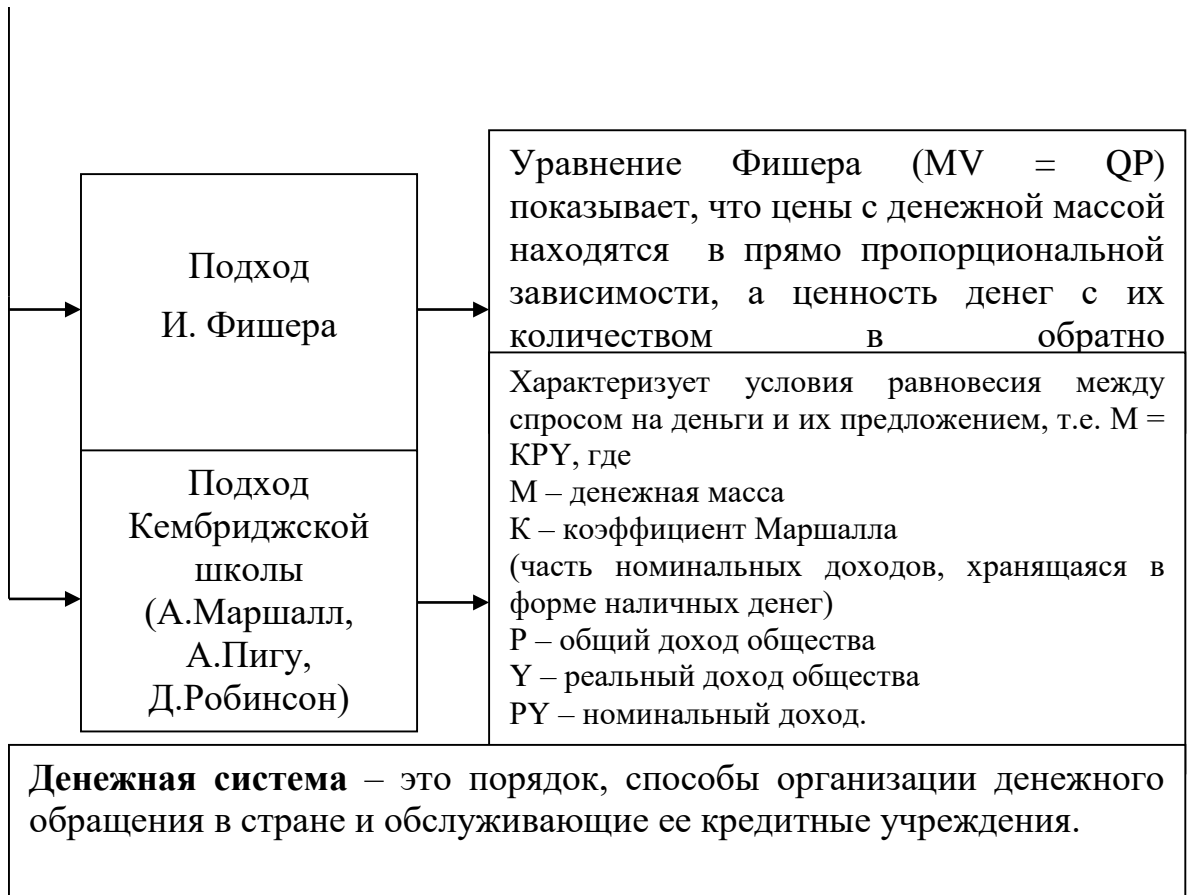 Подход
И. Фишера
Уравнение Фишера (MV = QP)
показывает, что цены с денежной массой
находятся в прямо пропорциональной
зависимости, а ценность денег с их
количеством в обратно
Подход
Кембриджской
школы
(А.Маршалл,
А.Пигу,
Д.Робинсон)
Характеризует условия равновесия между
спросом на деньги и их предложением, т.е. М =
КРY, где
М – денежная масса
К – коэффициент Маршалла
(часть номинальных доходов, хранящаяся в
форме наличных денег)
Р – общий доход общества
Y – реальный доход общества
РY – номинальный доход.
Денежная система – это порядок, способы организации денежного
обращения в стране и обслуживающие ее кредитные учреждения.